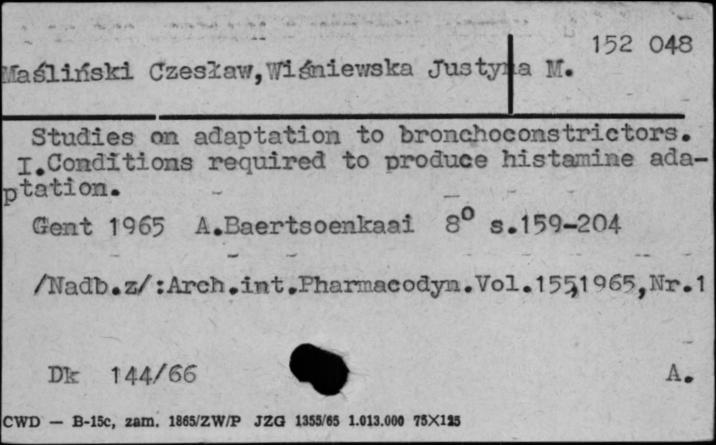 152 048
Maśliński Czesław,Wiśniewska Justyna M.
Studies on adaptation to bronchoconstrictors.
I.Conditions required to produce histamine ada-
ptation.
Gent 1965 A.Baertsoenkaai 8° s.159-204
/Nadb.z/:Arch.int.Pharmacodyn.Vol.155,1965,Nr.1
Dk 144/66 A.
CWD — B-15c, zam. 1865/ZW/P JZG 1355/65 1.013.000 75X125